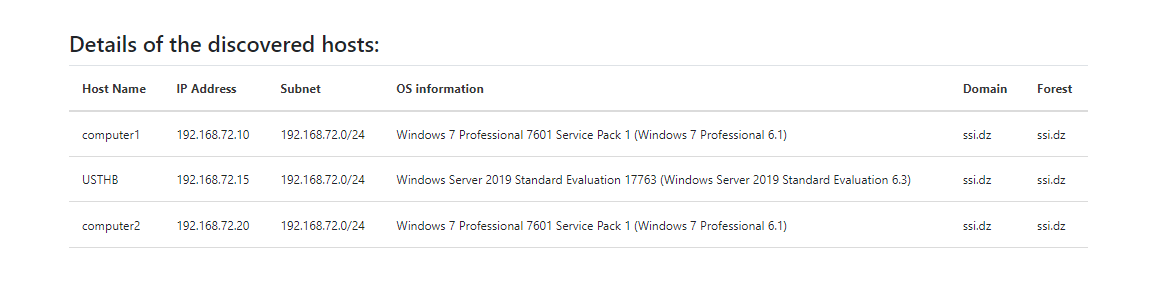 Details of the discovered hosts:
Host Name IP Address Subnet OS information Domain Forest
computer1 192.168.72.10 192.168.72.0/24 Windows 7 Professional 7601 Service Pack 1 (Windows 7 Professional 6.1) ssi.dz ssi.dz
USTHB 192.168.72.15 192.168.72.0/24 Windows Server 2019 Standard Evaluation 17763 (Windows Server 2019 Standard Evaluation 6.3) ssi.dz ssi.dz
computer2 192.168.72.20 192.168.72.0/24 Windows 7 Professional 7601 Service Pack 1 (Windows 7 Professional 6.1) ssi.dz ssi.dz